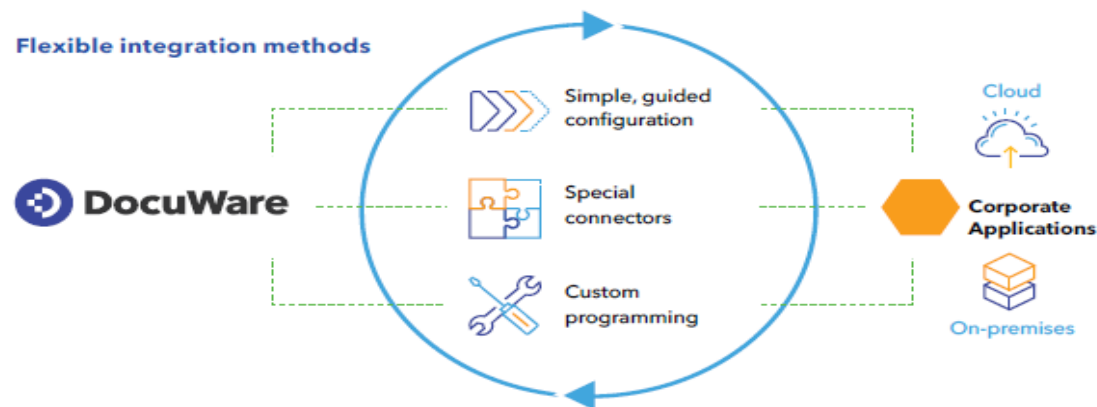 Flexible integration methods
Simple, guided
configuration
Cloud
DocuWare
Special
connectors
Corporate
Applications
Custom
programming
On-premises